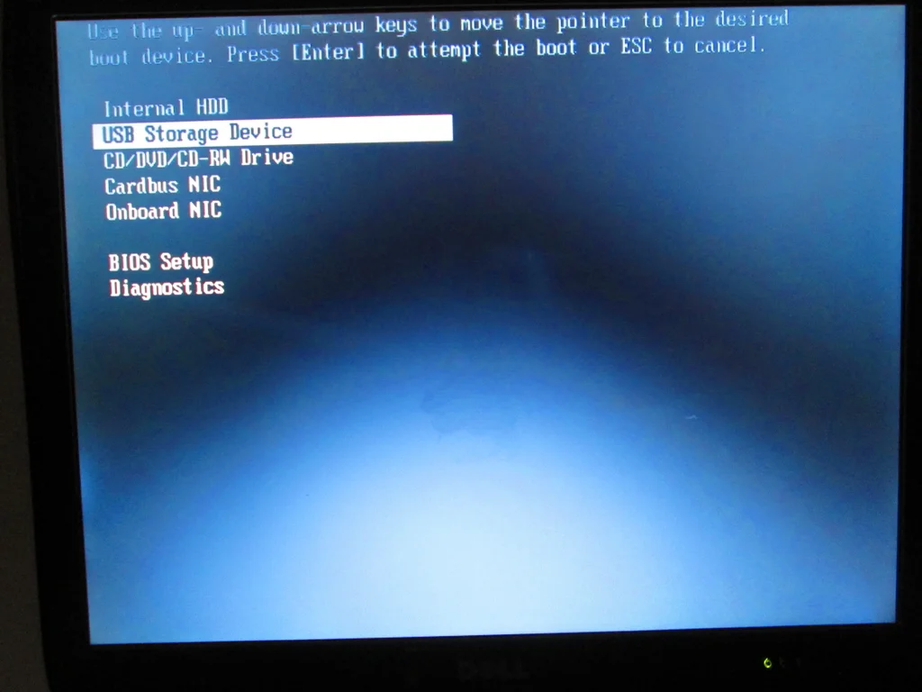 Use the up- and down-arrow keys to move the pointer to the desired
boot device. Press [Enter] to attempt the boot or ESC to cancel.
Internal HDD
USB Storage Device
CD/DVD/CD-RW Drive
Cardbus NIC
Onboard NIC
BIOS Setup
Diagnostics
DELL